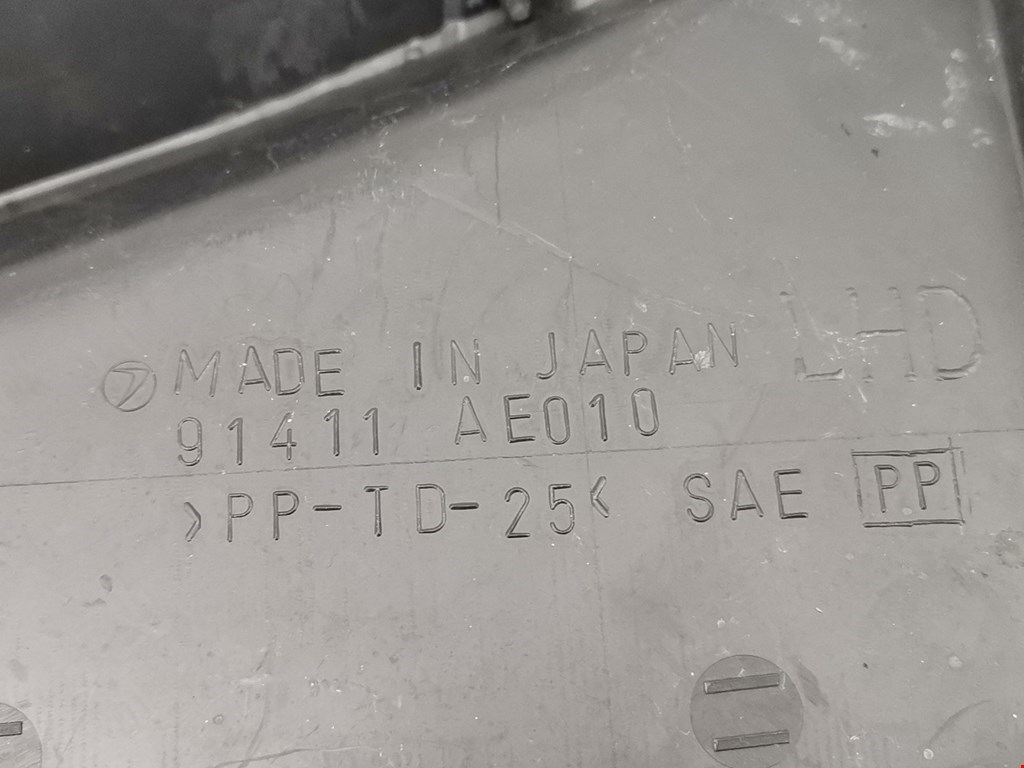 MADE IN JAPAN LHD
91411 AE010
>PP-TD-25< SAE PP